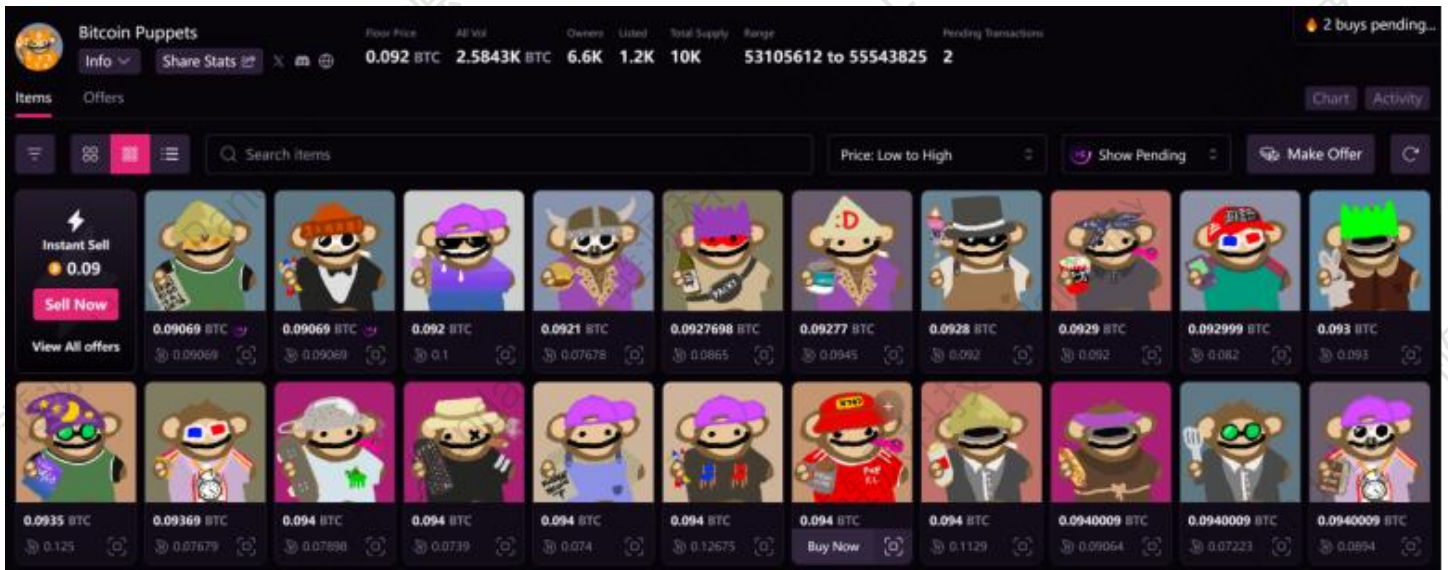 Bitcoin Puppets
Info
Share Stats
Floor Price
0.092 BTC
All Vol
2.5843K BTC
Owners
6.6K
Listed
1.2K
Total Supply
10K
Range
53105612 to 55543825
Pending Transactions
2
2 buys pending...
Items
Offers
Chart
Activity
Search items
Price: Low to High
Show Pending
Make Offer
Instant Sell
0.09
Sell Now
View All offers
:D
PACKS
0.09069 BTC
0.09069 BTC
0.092 BTC
0.0921 BTC
0.0927698 BTC
0.09277 BTC
0.0928 BTC
0.0929 BTC
0.092999 BTC
0.093 BTC
0.09069
0.09069
0.1
0.07678
0.0865
0.0945
0.092
0.092
0.082
0.093
0.0935 BTC
0.09369 BTC
0.094 BTC
0.094 BTC
0.094 BTC
0.094 BTC
0.094 BTC
0.094 BTC
0.0940009 BTC
0.0940009 BTC
0.0940009 BTC
0.125
0.07679
0.07898
0.0739
0.074
0.12675
Buy Now
0.1129
0.09064
0.07223
0.0894